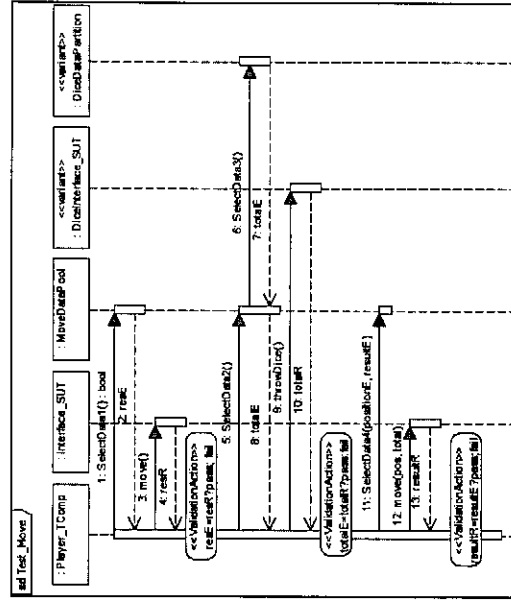 sd Test_Move
: Player_TComp
: Interface_SUT
: MoveDataPool
<<variant>>
: DiceInterface_SUT
<<variant>>
: DiceDataPartition
1: SelectData1() : bool
2: resE
3: move()
4: resR
<<ValidationAction>>
resE=resR?pass;fail
5: SelectData2()
6: SelectData3()
7: totalE
8: totalE
9: throwDice()
10: totalR
<<ValidationAction>>
totalE=totalR?pass;fail
11: SelectData4(positionE, resultE)
12: move(pos, total)
13: resultR
<<ValidationAction>>
resultR=resultE?pass;fail